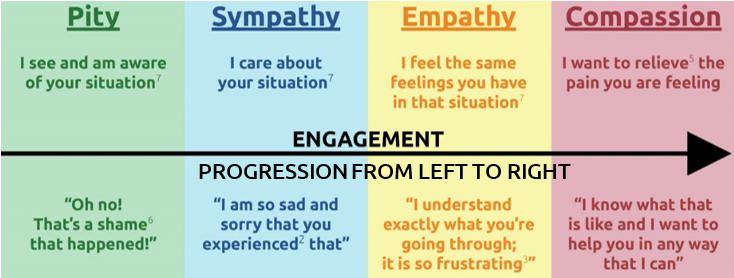 Pity
I see and am aware
of your situation⁷
Sympathy
I care about
your situation⁷
Empathy
I feel the same
feelings you have
in that situation⁷
Compassion
I want to relieve⁵ the
pain you are feeling
ENGAGEMENT
PROGRESSION FROM LEFT TO RIGHT
“Oh no!
That’s a shame⁶
that happened!”
“I am so sad and
sorry that you
experienced² that”
“I understand
exactly what you’re
going through;
it is so frustrating³”
“I know what that
is like and I want to
help you in any way
that I can”